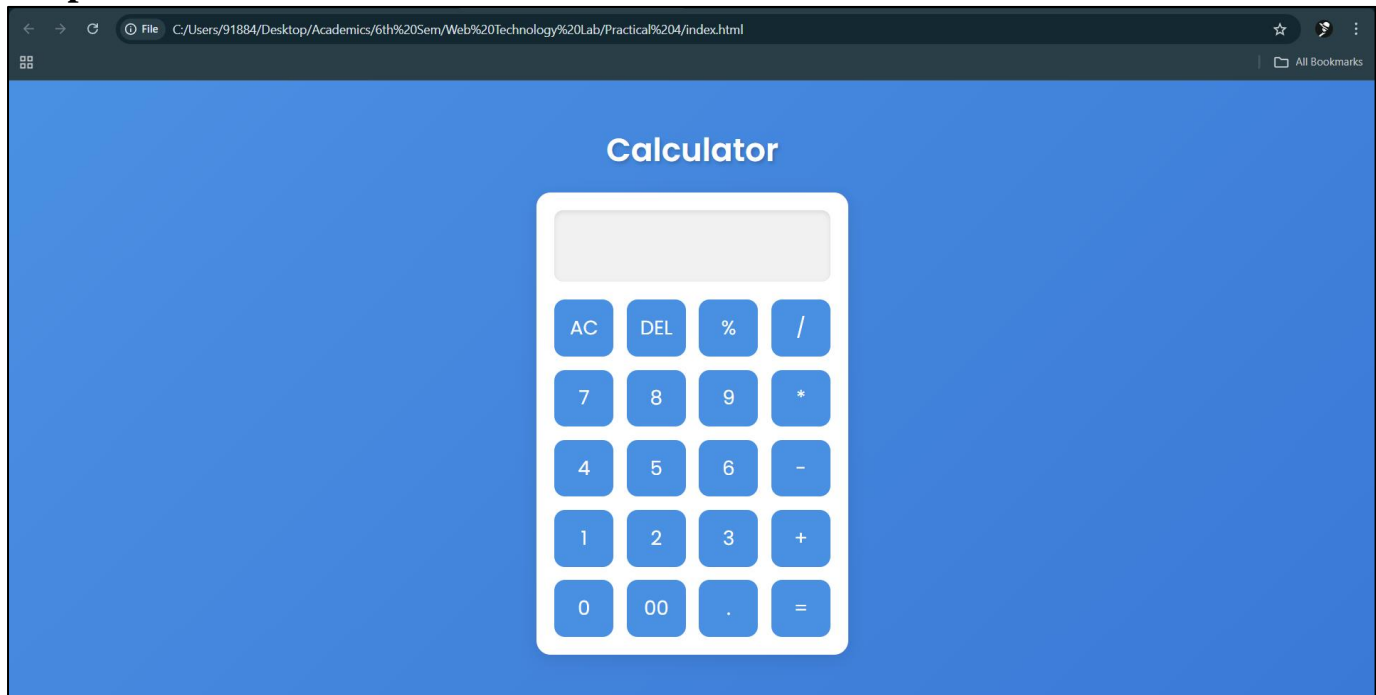 File C:/Users/91884/Desktop/Academics/6th%20Sem/Web%20Technology%20Lab/Practical%204/index.html
All Bookmarks
Calculator
AC DEL % /
7 8 9 *
4 5 6 -
1 2 3 +
0 00 . =